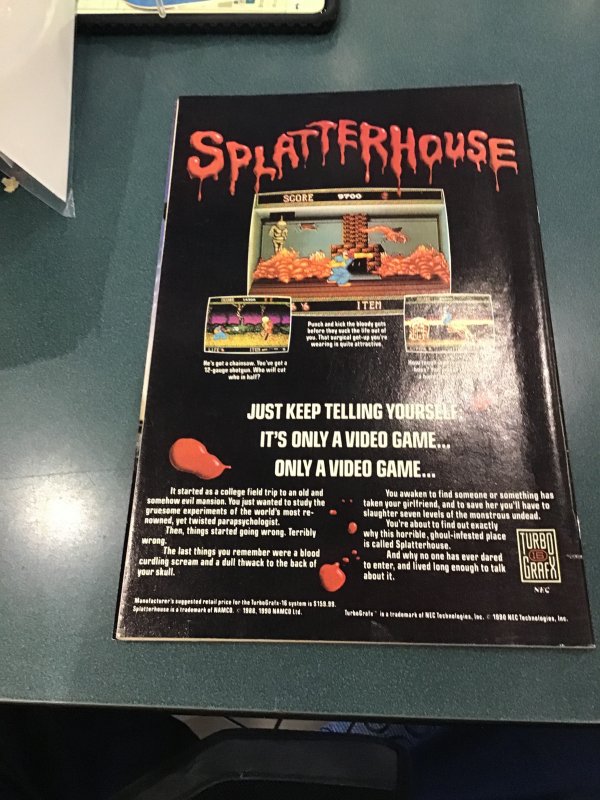 SPLATTERHOUSE
SCORE 9700
ITEM
Punch and kick the bloody guts
before they suck the life out of
you. That surgical get-up you're
wearing is quite attractive.
He's got a chainsaw. You've got a
12-gauge shotgun. Who will cut
who in half?
JUST KEEP TELLING YOURSELF:
IT'S ONLY A VIDEO GAME...
ONLY A VIDEO GAME...
It started as a college field trip to an old and
somehow evil mansion. You just wanted to study the
gruesome experiments of the world's most re-
nowned, yet twisted parapsychologist.
Then, things started going wrong. Terribly
wrong.
The last things you remember were a blood
curdling scream and a dull thwack to the back of
your skull.
You awaken to find someone or something has
taken your girlfriend, and to save her you'll have to
slaughter seven levels of the monstrous undead.
You're about to find out exactly
why this horrible, ghoul-infested place
is called Splatterhouse.
And why no one has ever dared
to enter, and lived long enough to talk
about it.
TURBO
16
GRAFX
NEC
Manufacturer's suggested retail price for the TurboGrafx-16 system is $159.99.
Splatterhouse is a trademark of NAMCO. © 1988, 1990 NAMCO Ltd.
TurboGrafx™ is a trademark of NEC Technologies, Inc. © 1990 NEC Technologies, Inc.